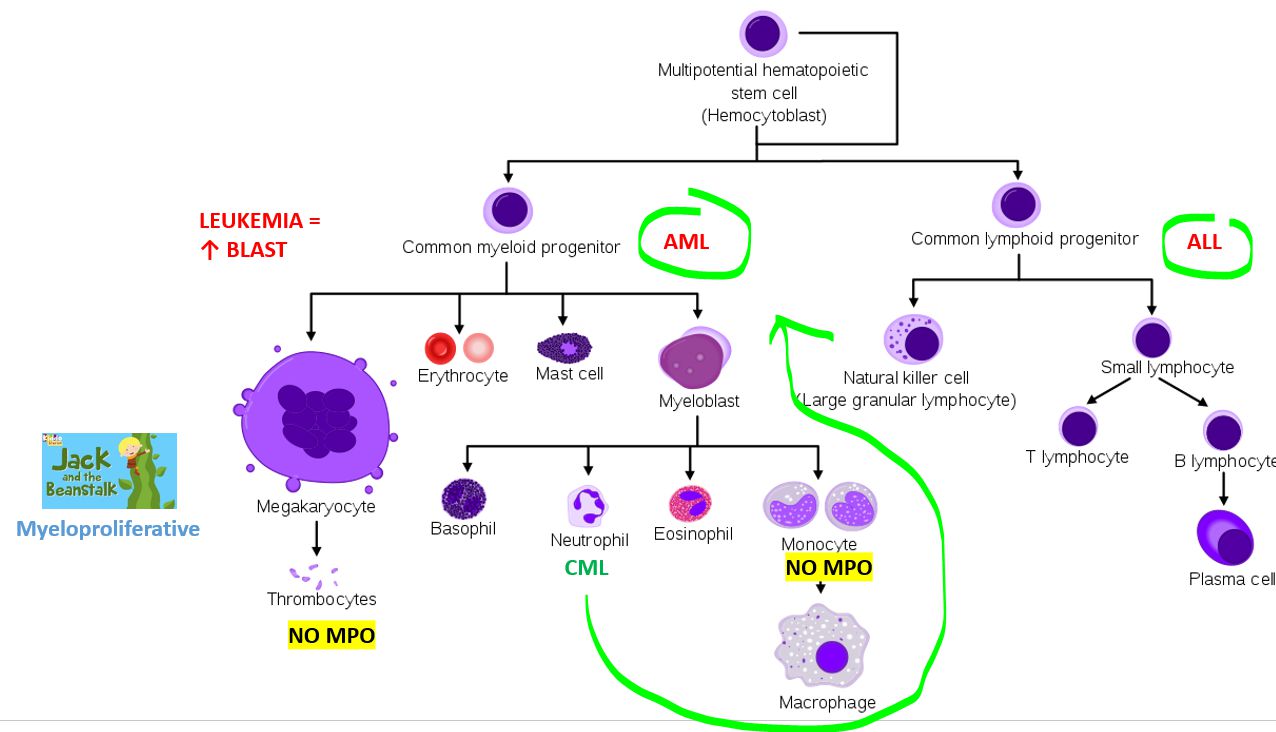 Multipotential hematopoietic
stem cell
(Hemocytoblast)
LEUKEMIA =
↑ BLAST
Common myeloid progenitor
AML
Common lymphoid progenitor
ALL
Erythrocyte
Mast cell
Myeloblast
Natural killer cell
(Large granular lymphocyte)
Small lymphocyte
T lymphocyte
B lymphocyte
Jack
and the
Beanstalk
Myeloproliferative
Megakaryocyte
Basophil
Neutrophil
Eosinophil
Monocyte
CML
NO MPO
Plasma cell
Thrombocytes
NO MPO
Macrophage